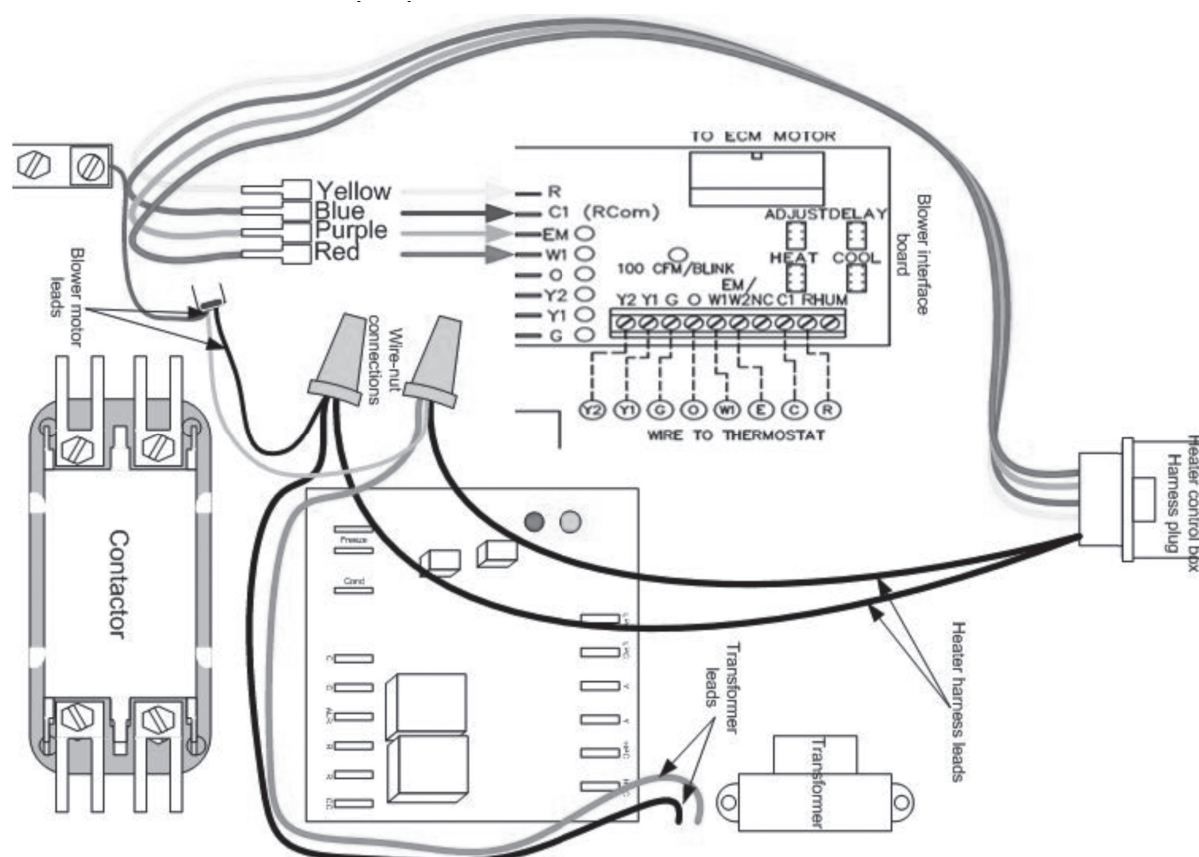 TO ECM MOTOR
Yellow
Blue
Purple
Red
R
C1 (RCom)
EM
W1
O
Y2
Y1
G
ADJUST DELAY
HEAT COOL
100 CFM/BLINK
EM/
Y2 Y1 G O W1 W2 NC C1 R HUM
Y2 Y1 G O W1 E C R
WIRE TO THERMOSTAT
Blower interface
board
Blower motor
leads
Wire-nut
connections
Heater control box
Harness plug
Contactor
Freeze
Cond
C
Y
Y
R
R
CC
Transformer
leads
Heater harness leads
Transformer